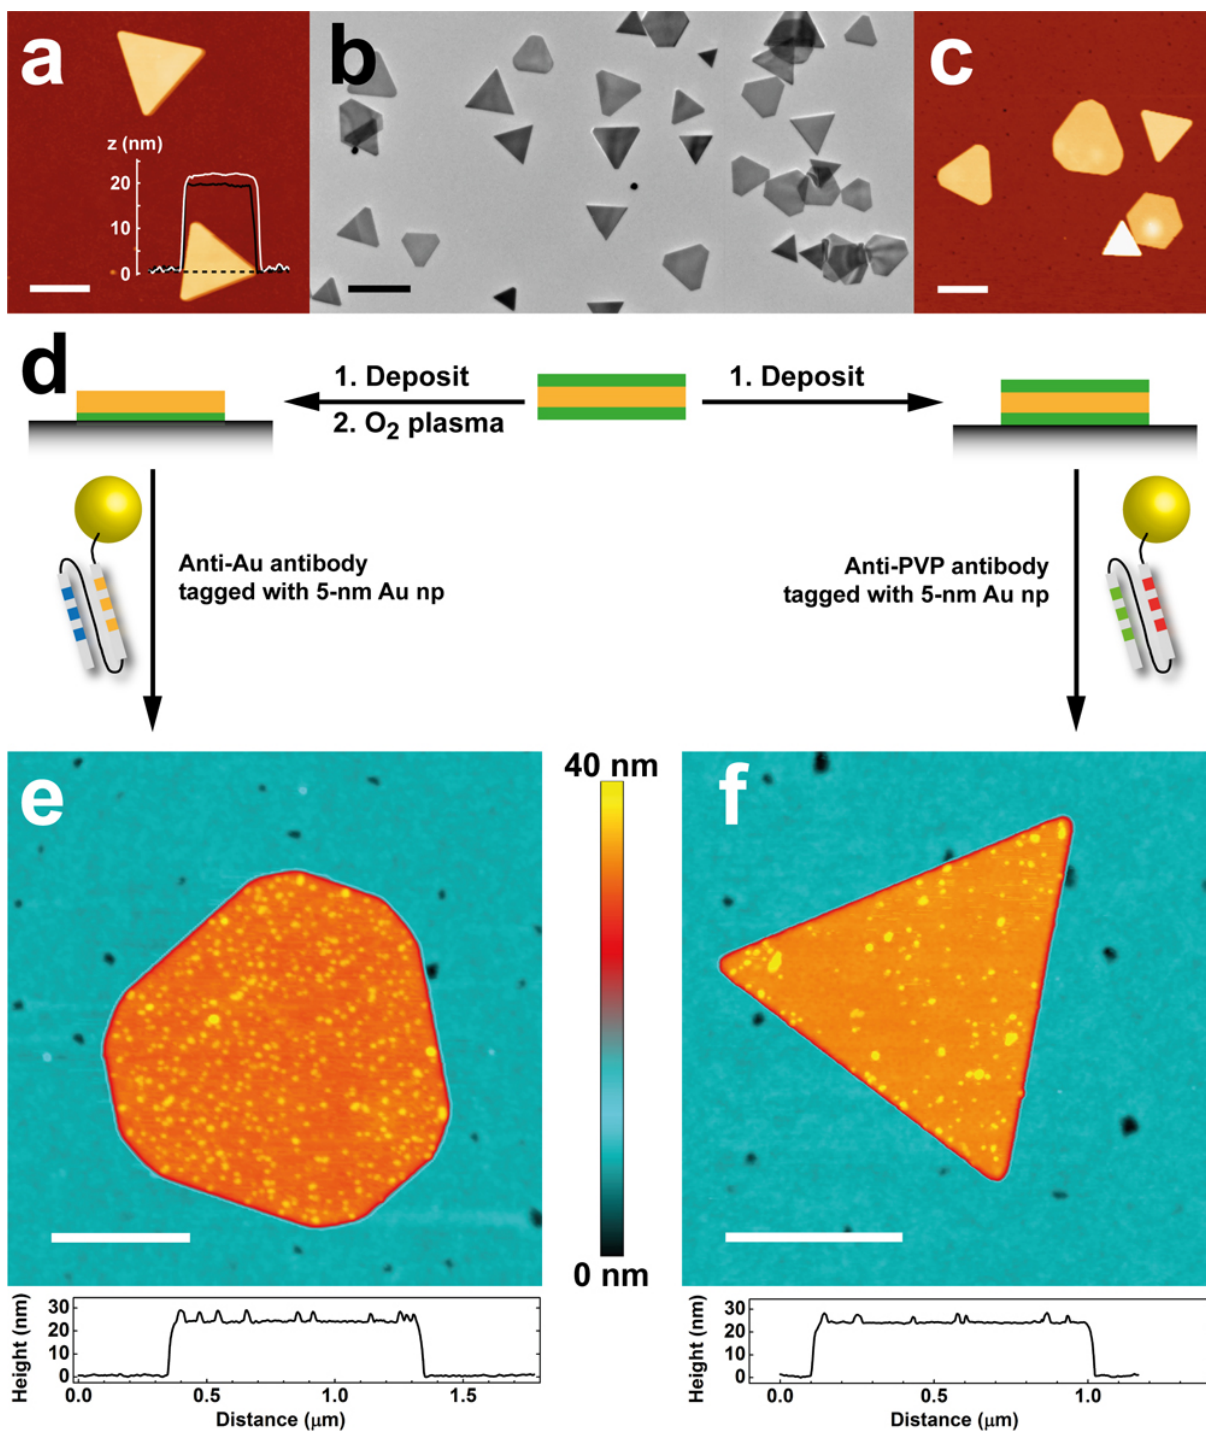 a
b
c
z (nm)
20
10
0
d
1. Deposit
2. O2 plasma
1. Deposit
Anti-Au antibody
tagged with 5-nm Au np
Anti-PVP antibody
tagged with 5-nm Au np
e
40 nm
0 nm
f
Height (nm)
30
20
10
0
0.0 0.5 1.0 1.5
Distance (μm)
Height (nm)
30
20
10
0
0.0 0.5 1.0
Distance (μm)